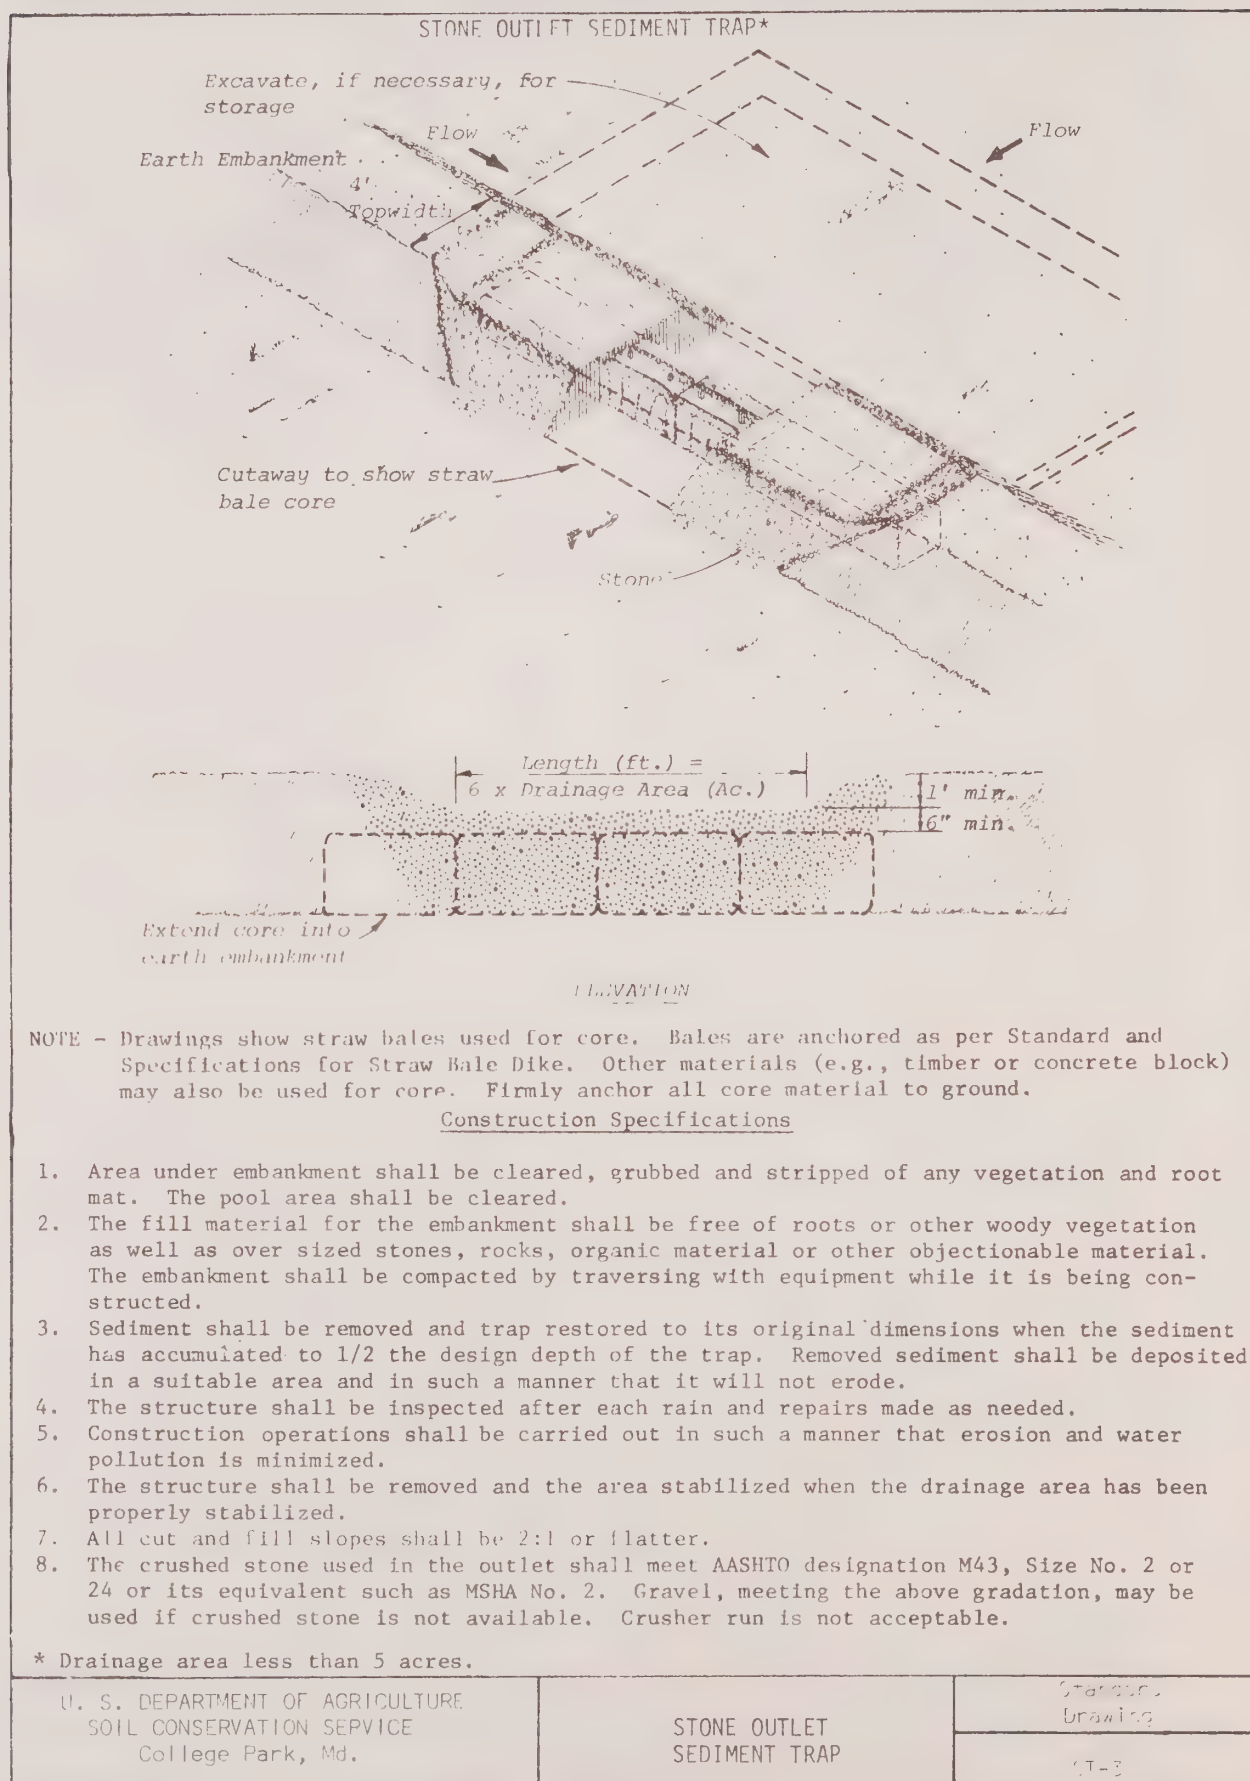 STONE OUTLET SEDIMENT TRAP*
Excavate, if necessary, for
storage
Flow
Flow
Earth Embankment
4'
Topwidth
Cutaway to show straw
bale core
Stone
Length (ft.) =
6 x Drainage Area (Ac.)
1' min.
6" min.
Extend core into
earth embankment
ELEVATION
NOTE - Drawings show straw bales used for core. Bales are anchored as per Standard and
Specifications for Straw Bale Dike. Other materials (e.g., timber or concrete block)
may also be used for core. Firmly anchor all core material to ground.
Construction Specifications
1. Area under embankment shall be cleared, grubbed and stripped of any vegetation and root
mat. The pool area shall be cleared.
2. The fill material for the embankment shall be free of roots or other woody vegetation
as well as over sized stones, rocks, organic material or other objectionable material.
The embankment shall be compacted by traversing with equipment while it is being con-
structed.
3. Sediment shall be removed and trap restored to its original dimensions when the sediment
has accumulated to 1/2 the design depth of the trap. Removed sediment shall be deposited
in a suitable area and in such a manner that it will not erode.
4. The structure shall be inspected after each rain and repairs made as needed.
5. Construction operations shall be carried out in such a manner that erosion and water
pollution is minimized.
6. The structure shall be removed and the area stabilized when the drainage area has been
properly stabilized.
7. All cut and fill slopes shall be 2:1 or flatter.
8. The crushed stone used in the outlet shall meet AASHTO designation M43, Size No. 2 or
24 or its equivalent such as MSHA No. 2. Gravel, meeting the above gradation, may be
used if crushed stone is not available. Crusher run is not acceptable.
* Drainage area less than 5 acres.
U. S. DEPARTMENT OF AGRICULTURE
SOIL CONSERVATION SERVICE
College Park, Md.
STONE OUTLET
SEDIMENT TRAP
Standard
Drawing